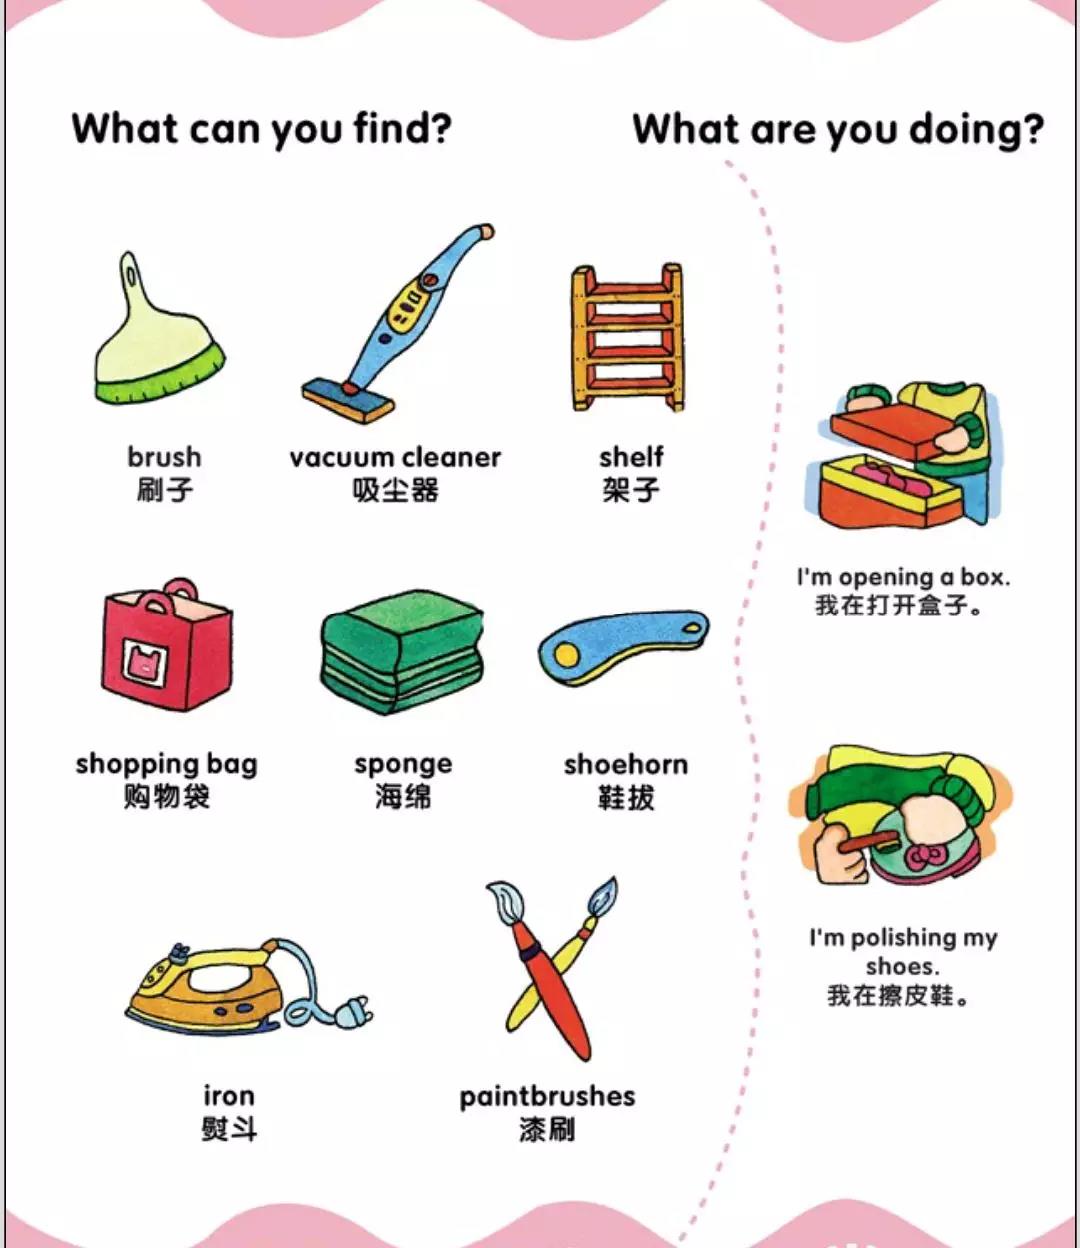 What can you find?
What are you doing?
brush
刷子
vacuum cleaner
吸尘器
shelf
架子
shopping bag
购物袋
sponge
海绵
shoehorn
鞋拔
iron
熨斗
paintbrushes
漆刷
I'm opening a box.
我在打开盒子。
I'm polishing my
shoes.
我在擦皮鞋。